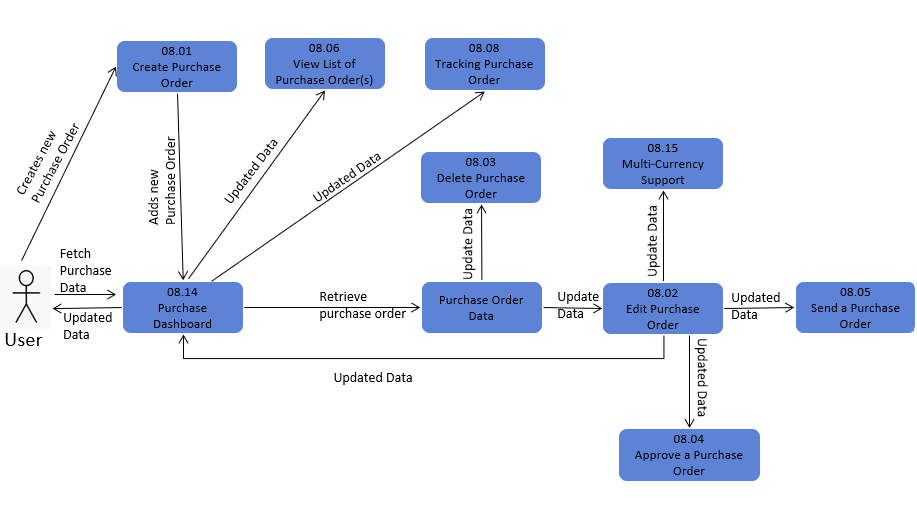 08.01
Create Purchase
Order
08.06
View List of
Purchase Order(s)
08.08
Tracking Purchase
Order
Creates new
Purchase Order
Adds new
Purchase Order
Updated Data
Updated Data
08.03
Delete Purchase
Order
08.15
Multi-Currency
Support
Update Data
Update Data
Fetch
Purchase
Data
Updated
Data
User
08.14
Purchase
Dashboard
Retrieve
purchase order
Purchase Order
Data
Update
Data
08.02
Edit Purchase
Order
Updated
Data
08.05
Send a Purchase
Order
Updated Data
Updated Data
08.04
Approve a Purchase
Order